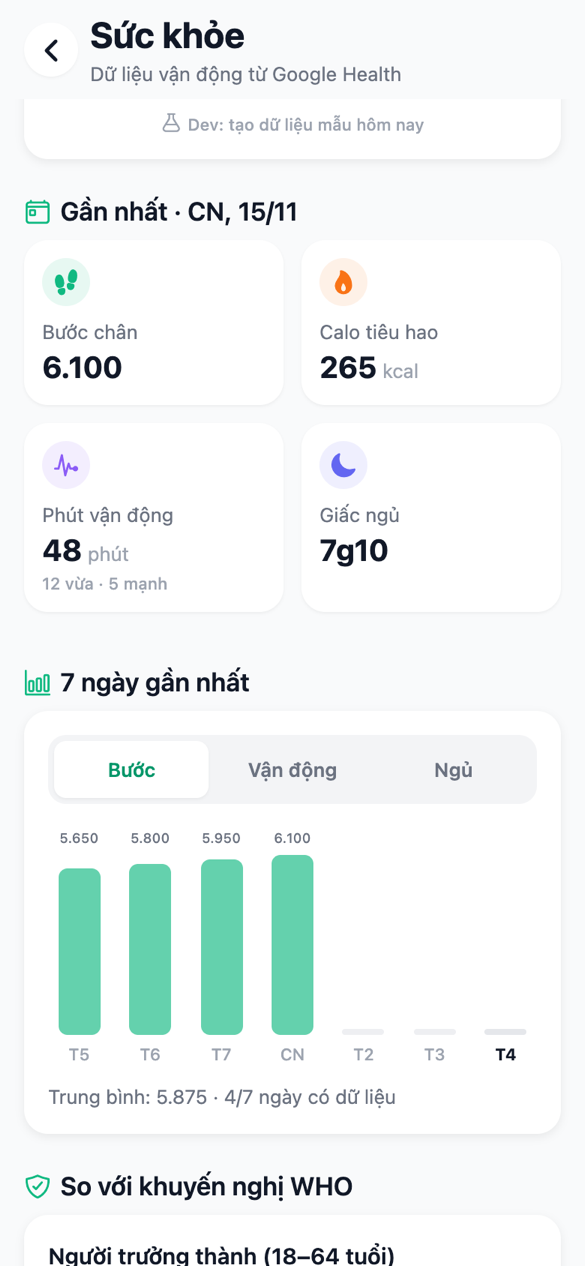 Sức khỏe
Dữ liệu vận động từ Google Health
Dev: tạo dữ liệu mẫu hôm nay
Gần nhất · CN, 15/11
Bước chân
6.100
Calo tiêu hao
265 kcal
Phút vận động
48 phút
12 vừa · 5 mạnh
Giấc ngủ
7g10
7 ngày gần nhất
Bước Vận động Ngủ
5.650 5.800 5.950 6.100
T5 T6 T7 CN T2 T3 T4
Trung bình: 5.875 · 4/7 ngày có dữ liệu
So với khuyến nghị WHO
Người trưởng thành (18–64 tuổi)